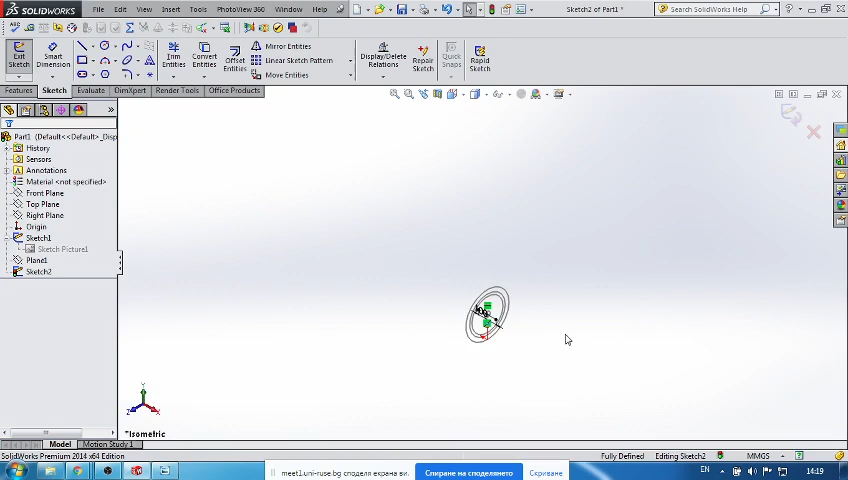 SOLIDWORKS File Edit View Insert Tools PhotoView 360 Window Help Sketch2 of Part1 * Search SolidWorks Help
Exit Sketch
Smart Dimension
Trim Entities
Convert Entities
Offset Entities
Mirror Entities
Linear Sketch Pattern
Move Entities
Display/Delete Relations
Repair Sketch
Quick Snaps
Rapid Sketch
Features Sketch Evaluate DimXpert Render Tools Office Products
Part1 (Default<<Default>_Disp
History
Sensors
Annotations
Material <not specified>
Front Plane
Top Plane
Right Plane
Origin
Sketch1
Sketch Picture1
Plane1
Sketch2
Y
Z
X
*Isometric
Model Motion Study 1
SolidWorks Premium 2014 x64 Edition Fully Defined Editing Sketch2 MMGS
meet1.uni-ruse.bg споделя екрана ви. Спиране на споделянето Скриване EN 14:19